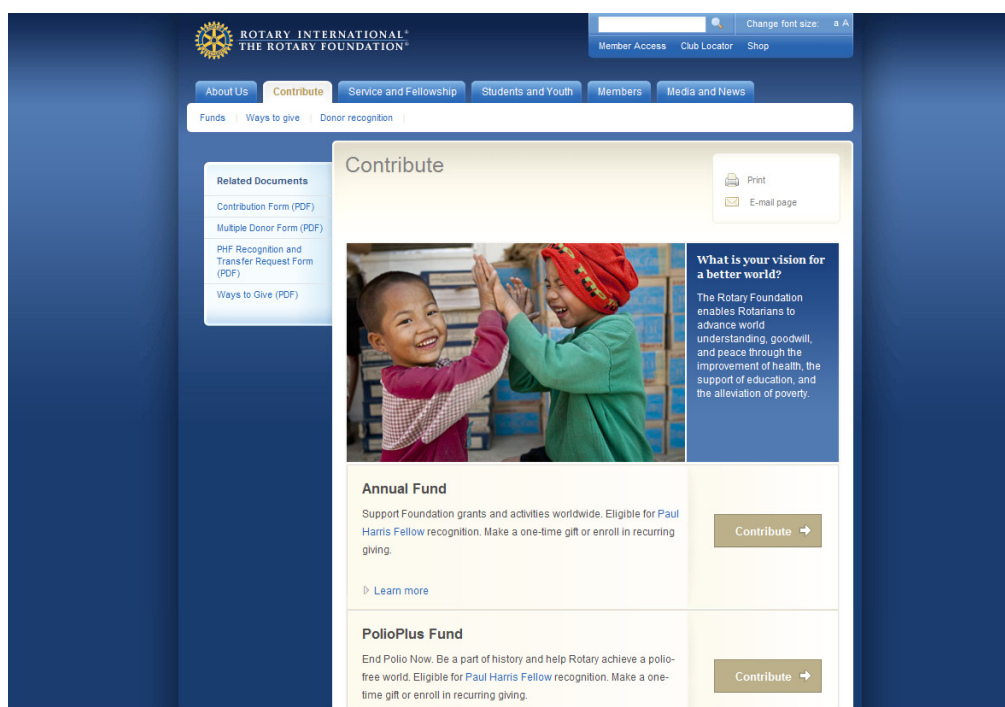 ROTARY INTERNATIONAL®
THE ROTARY FOUNDATION®
Change font size: a A
Member Access Club Locator Shop
About Us Contribute Service and Fellowship Students and Youth Members Media and News
Funds Ways to give Donor recognition
Related Documents
Contribution Form (PDF)
Multiple Donor Form (PDF)
PHF Recognition and
Transfer Request Form
(PDF)
Ways to Give (PDF)
Contribute
Print
E-mail page
What is your vision for
a better world?
The Rotary Foundation
enables Rotarians to
advance world
understanding, goodwill,
and peace through the
improvement of health, the
support of education, and
the alleviation of poverty.
Annual Fund
Support Foundation grants and activities worldwide. Eligible for Paul
Harris Fellow recognition. Make a one-time gift or enroll in recurring
giving.
Learn more
Contribute
PolioPlus Fund
End Polio Now. Be a part of history and help Rotary achieve a polio-
free world. Eligible for Paul Harris Fellow recognition. Make a one-
time gift or enroll in recurring giving.
Contribute